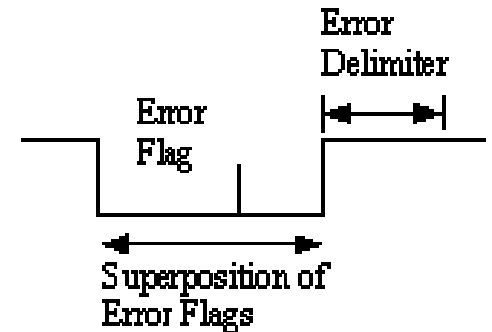 Error
Delimiter
Error
Flag
Superposition of
Error Flags